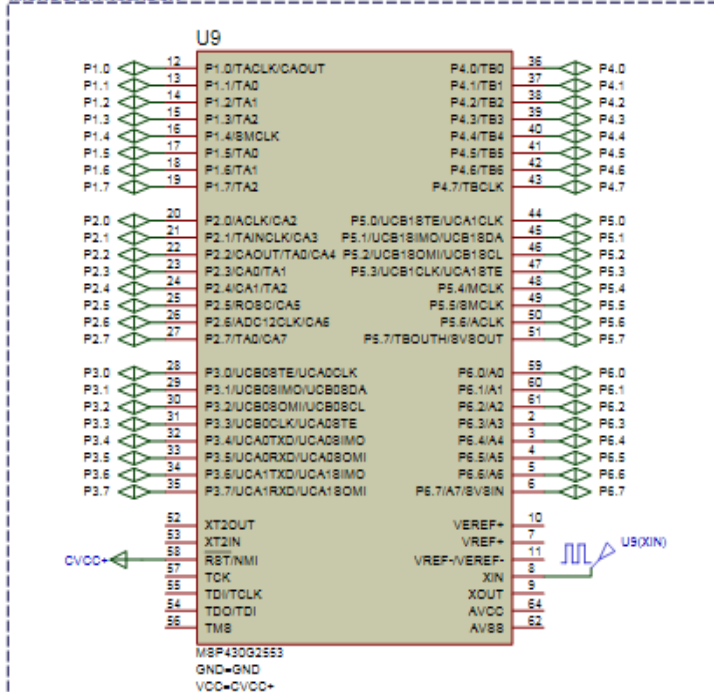 U9
P1.0 12 P1.0/TACLK/CAOUT P4.0/TB0 36 P4.0
P1.1 13 P1.1/TA0 P4.1/TB1 37 P4.1
P1.2 14 P1.2/TA1 P4.2/TB2 38 P4.2
P1.3 15 P1.3/TA2 P4.3/TB3 39 P4.3
P1.4 16 P1.4/SMCLK P4.4/TB4 40 P4.4
P1.5 17 P1.5/TA0 P4.5/TB5 41 P4.5
P1.6 18 P1.6/TA1 P4.6/TB6 42 P4.6
P1.7 19 P1.7/TA2 P4.7/TBCLK 43 P4.7
P2.0 20 P2.0/ACLK/CA2 P5.0/UCB1STE/UCA1CLK 44 P5.0
P2.1 21 P2.1/TAINCLK/CA3 P5.1/UCB1SIMO/UCB1SDA 45 P5.1
P2.2 22 P2.2/CAOUT/TA0/CA4 P5.2/UCB1SOMI/UCB1SCL 46 P5.2
P2.3 23 P2.3/CA0/TA1 P5.3/UCB1CLK/UCA1STE 47 P5.3
P2.4 24 P2.4/CA1/TA2 P5.4/MCLK 48 P5.4
P2.5 25 P2.5/ROSC/CA5 P5.5/SMCLK 49 P5.5
P2.6 26 P2.6/ADC12CLK/CA6 P5.6/ACLK 50 P5.6
P2.7 27 P2.7/TA0/CA7 P5.7/TBOUTH/SVSOUT 51 P5.7
P3.0 28 P3.0/UCB0STE/UCA0CLK P6.0/A0 59 P6.0
P3.1 29 P3.1/UCB0SIMO/UCB0SDA P6.1/A1 60 P6.1
P3.2 30 P3.2/UCB0SOMI/UCB0SCL P6.2/A2 61 P6.2
P3.3 31 P3.3/UCB0CLK/UCA0STE P6.3/A3 2 P6.3
P3.4 32 P3.4/UCA0TXD/UCA0SIMO P6.4/A4 3 P6.4
P3.5 33 P3.5/UCA0RXD/UCA0SOMI P6.5/A5 4 P6.5
P3.6 34 P3.6/UCA1TXD/UCA1SIMO P6.6/A6 5 P6.6
P3.7 35 P3.7/UCA1RXD/UCA1SOMI P6.7/A7/SVSIN 6 P6.7
52 XT2OUT VEREF+ 10
53 XT2IN VREF+ 7
CVCC+ 58 RST/NMI VREF-/VEREF- 11 U9(XIN)
57 TCK XIN 8
55 TDI/TCLK XOUT 9
54 TDO/TDI AVCC 64
56 TMS AVSS 62
MSP430G2553
GND=GND
VCC=CVCC+